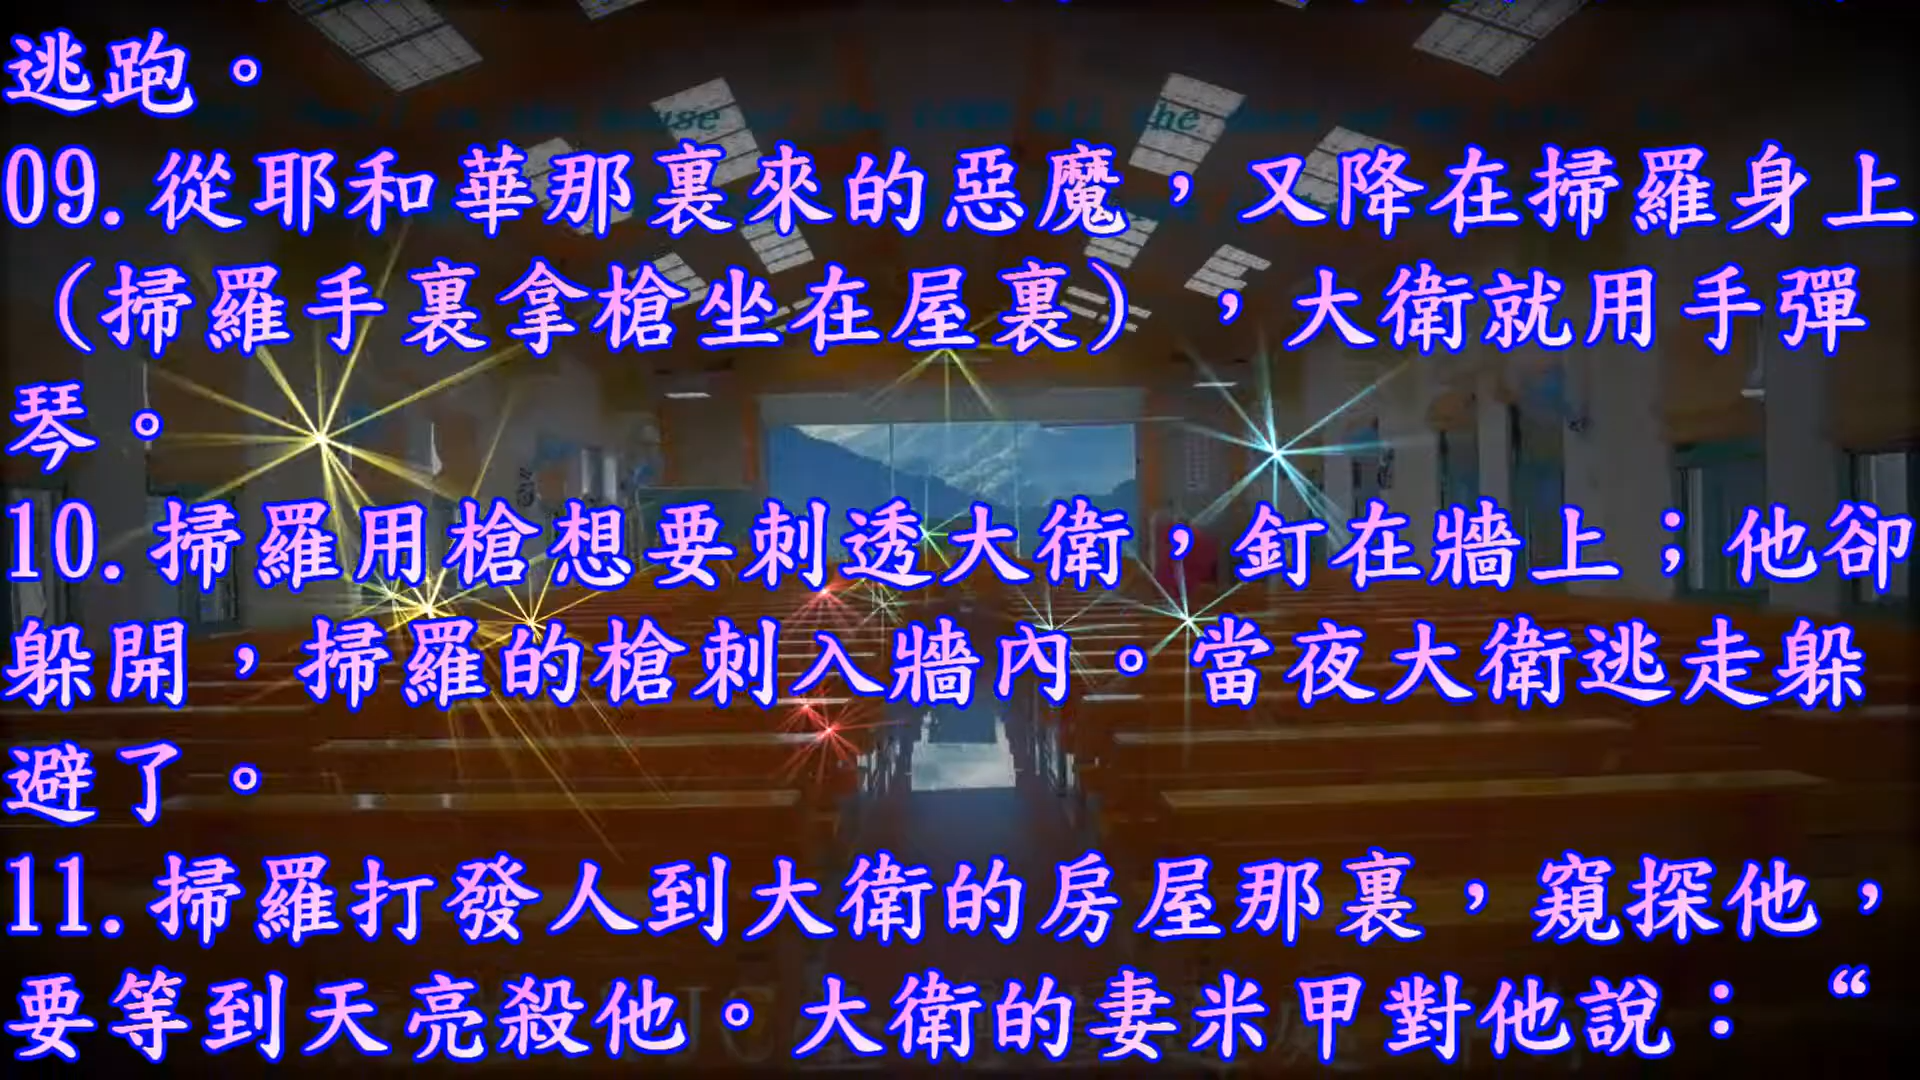 逃跑。
09.從耶和華那裏來的惡魔，又降在掃羅身上
（掃羅手裏拿槍坐在屋裏），大衛就用手彈
琴。
10.掃羅用槍想要刺透大衛，釘在牆上；他卻
躲開，掃羅的槍刺入牆內。當夜大衛逃走躲
避了。
11.掃羅打發人到大衛的房屋那裏，窺探他，
要等到天亮殺他。大衛的妻米甲對他說：“